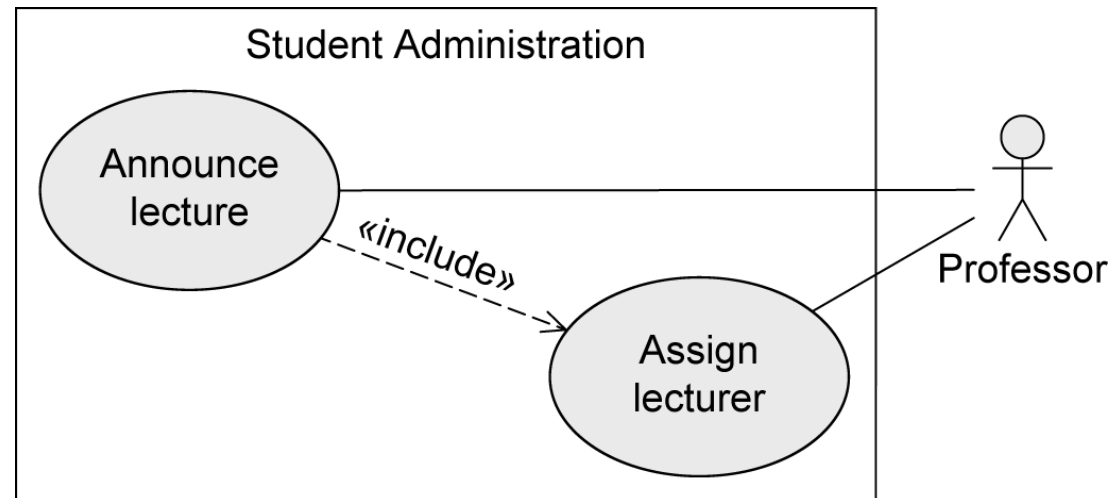 Student Administration
Announce
lecture
«include»
Professor
Assign
lecturer